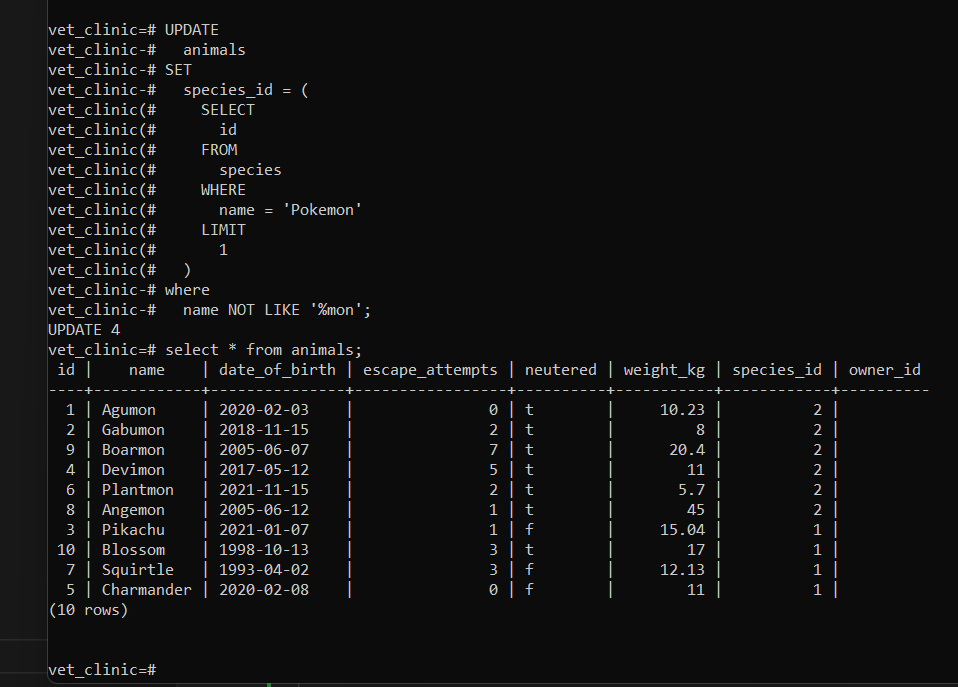 vet_clinic=# UPDATE
vet_clinic-#   animals
vet_clinic-# SET
vet_clinic-#   species_id = (
vet_clinic(#     SELECT
vet_clinic(#       id
vet_clinic(#     FROM
vet_clinic(#       species
vet_clinic(#     WHERE
vet_clinic(#       name = 'Pokemon'
vet_clinic(#     LIMIT
vet_clinic(#       1
vet_clinic(#   )
vet_clinic-# where
vet_clinic-#   name NOT LIKE '%mon';
UPDATE 4
vet_clinic=# select * from animals;
 id |    name    | date_of_birth | escape_attempts | neutered | weight_kg | species_id | owner_id
----+------------+---------------+-----------------+----------+-----------+------------+----------
  1 | Agumon     | 2020-02-03    |               0 | t        |     10.23 |          2 |
  2 | Gabumon    | 2018-11-15    |               2 | t        |         8 |          2 |
  9 | Boarmon    | 2005-06-07    |               7 | t        |      20.4 |          2 |
  4 | Devimon    | 2017-05-12    |               5 | t        |        11 |          2 |
  6 | Plantmon   | 2021-11-15    |               2 | t        |       5.7 |          2 |
  8 | Angemon    | 2005-06-12    |               1 | t        |        45 |          2 |
  3 | Pikachu    | 2021-01-07    |               1 | f        |     15.04 |          1 |
 10 | Blossom    | 1998-10-13    |               3 | t        |        17 |          1 |
  7 | Squirtle   | 1993-04-02    |               3 | f        |     12.13 |          1 |
  5 | Charmander | 2020-02-08    |               0 | f        |        11 |          1 |
(10 rows)
vet_clinic=#